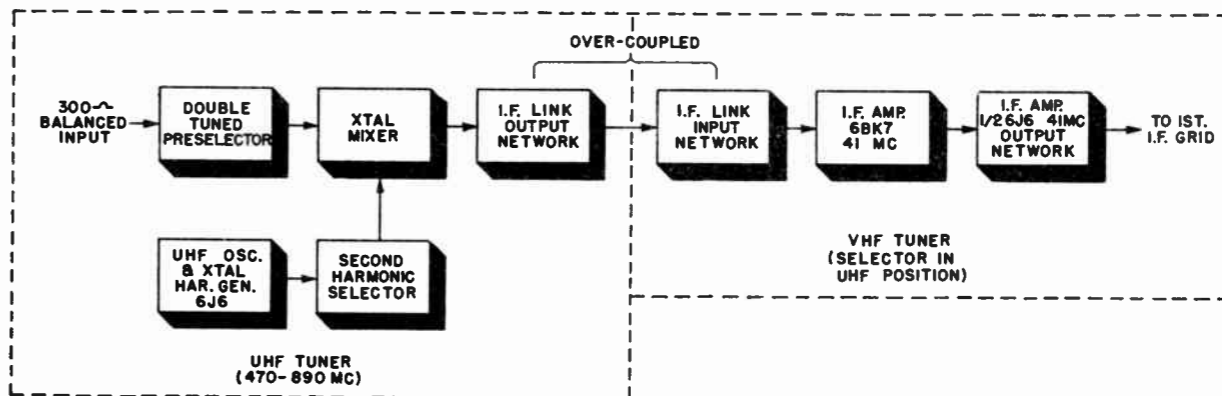 OVER-COUPLED
300-Ω
BALANCED
INPUT
DOUBLE
TUNED
PRESELECTOR
XTAL
MIXER
I.F. LINK
OUTPUT
NETWORK
I.F. LINK
INPUT
NETWORK
I.F. AMP.
6BK7
41 MC
I.F. AMP.
1/2 6J6 41MC
OUTPUT
NETWORK
TO 1ST.
I.F. GRID
UHF OSC.
& XTAL
HAR. GEN.
6J6
SECOND
HARMONIC
SELECTOR
VHF TUNER
(SELECTOR IN
UHF POSITION)
UHF TUNER
(470-890 MC)